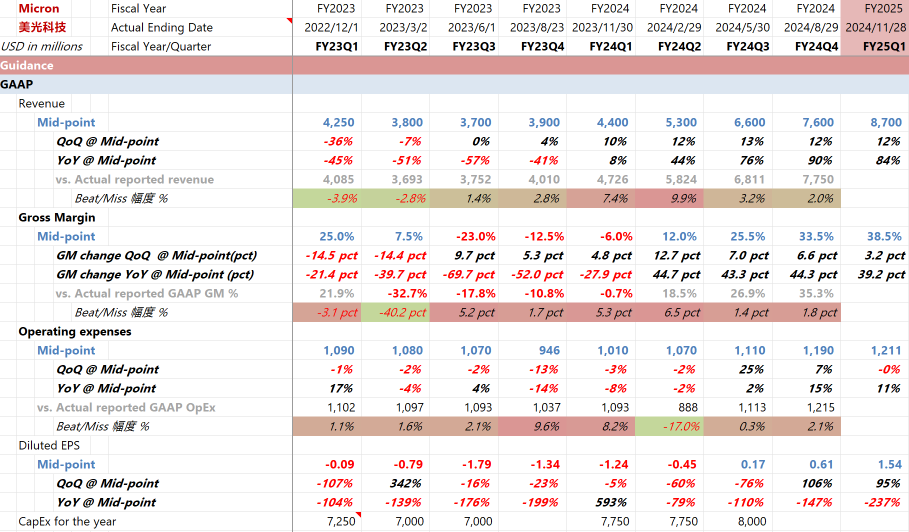 Micron Fiscal Year FY2023 FY2023 FY2023 FY2023 FY2024 FY2024 FY2024 FY2024 FY2025
美光科技 Actual Ending Date 2022/12/1 2023/3/2 2023/6/1 2023/8/23 2023/11/30 2024/2/29 2024/5/29 2024/8/29 2024/11/28
USD in millions Fiscal Year/Quarter FY23Q1 FY23Q2 FY23Q3 FY23Q4 FY24Q1 FY24Q2 FY24Q3 FY24Q4 FY25Q1
Guidance
GAAP
Revenue
Mid-point 4,250 3,800 3,700 3,900 4,400 5,300 6,600 7,600 8,700
QoQ @ Mid-point -36% -7% 0% 4% 10% 12% 13% 12% 12%
YoY @ Mid-point -45% -51% -57% -41% 8% 44% 76% 90% 84%
vs. Actual reported revenue 4,085 3,693 3,752 4,010 4,726 5,824 6,811 7,750
Beat/Miss 幅度 % -3.9% -2.8% 1.4% 2.8% 7.4% 9.9% 3.2% 2.0%
Gross Margin
Mid-point 25.0% 7.5% -23.0% -12.5% -6.0% 12.0% 25.5% 33.5% 38.5%
GM change QoQ @ Mid-point(pct) -14.5 pct -14.4 pct 9.7 pct 5.3 pct 4.8 pct 12.7 pct 7.0 pct 6.6 pct 3.2 pct
GM change YoY @ Mid-point (pct) -21.4 pct -39.7 pct -69.7 pct -52.0 pct -27.9 pct 44.7 pct 43.3 pct 44.3 pct 39.2 pct
vs. Actual reported GAAP GM % 21.9% -32.7% -17.8% -10.8% -0.7% 18.5% 26.9% 35.3%
Beat/Miss 幅度 % -3.1 pct -40.2 pct 5.2 pct 1.7 pct 5.3 pct 6.5 pct 1.4 pct 1.8 pct
Operating expenses
Mid-point 1,090 1,080 1,070 946 1,010 1,070 1,110 1,190 1,211
QoQ @ Mid-point -1% -2% -2% -13% -3% -2% 25% 7% -0%
YoY @ Mid-point 17% -4% 4% -14% -8% -2% 2% 15% 11%
vs. Actual reported GAAP OpEx 1,102 1,097 1,093 1,037 1,093 888 1,113 1,215
Beat/Miss 幅度 % 1.1% 1.6% 2.1% 9.6% 8.2% -17.0% 0.3% 2.1%
Diluted EPS
Mid-point -0.09 -0.79 -1.79 -1.34 -1.24 -0.45 0.17 0.61 1.54
QoQ @ Mid-point -107% 342% -16% -23% -5% -60% -76% 106% 95%
YoY @ Mid-point -104% -139% -176% -199% 593% -79% -110% -147% -237%
CapEx for the year 7,250 7,000 7,000 7,750 7,750 8,000